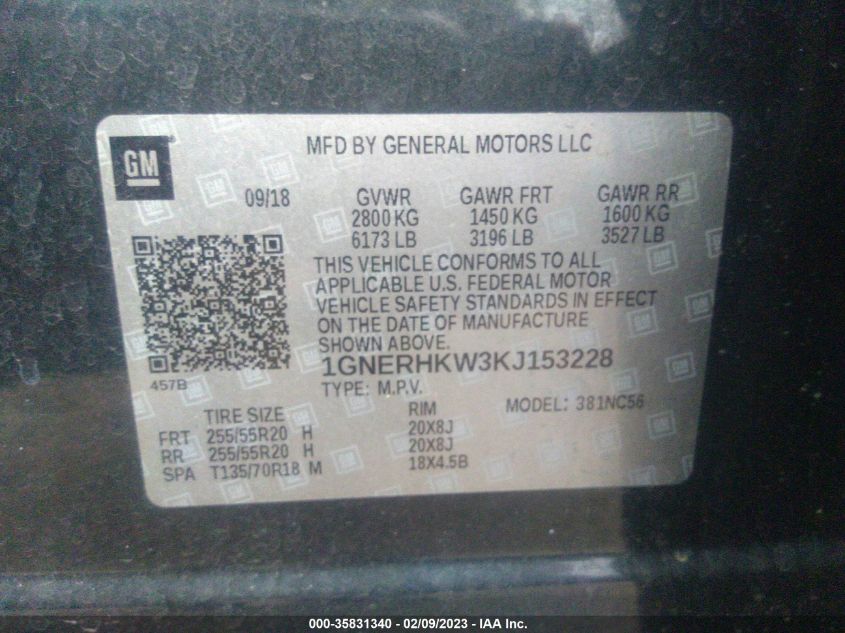 GM
MFD BY GENERAL MOTORS LLC
09/18 GVWR GAWR FRT GAWR RR
2800 KG 1450 KG 1600 KG
6173 LB 3196 LB 3527 LB
THIS VEHICLE CONFORMS TO ALL
APPLICABLE U.S. FEDERAL MOTOR
VEHICLE SAFETY STANDARDS IN EFFECT
ON THE DATE OF MANUFACTURE
SHOWN ABOVE.
1GNERHKW3KJ153228
457B
TYPE: M.P.V. MODEL: 381NC56
TIRE SIZE RIM
FRT 255/55R20 H 20X8J
RR 255/55R20 H 20X8J
SPA T135/70R18 M 18X4.5B
000-35831340 - 02/09/2023 - IAA Inc.